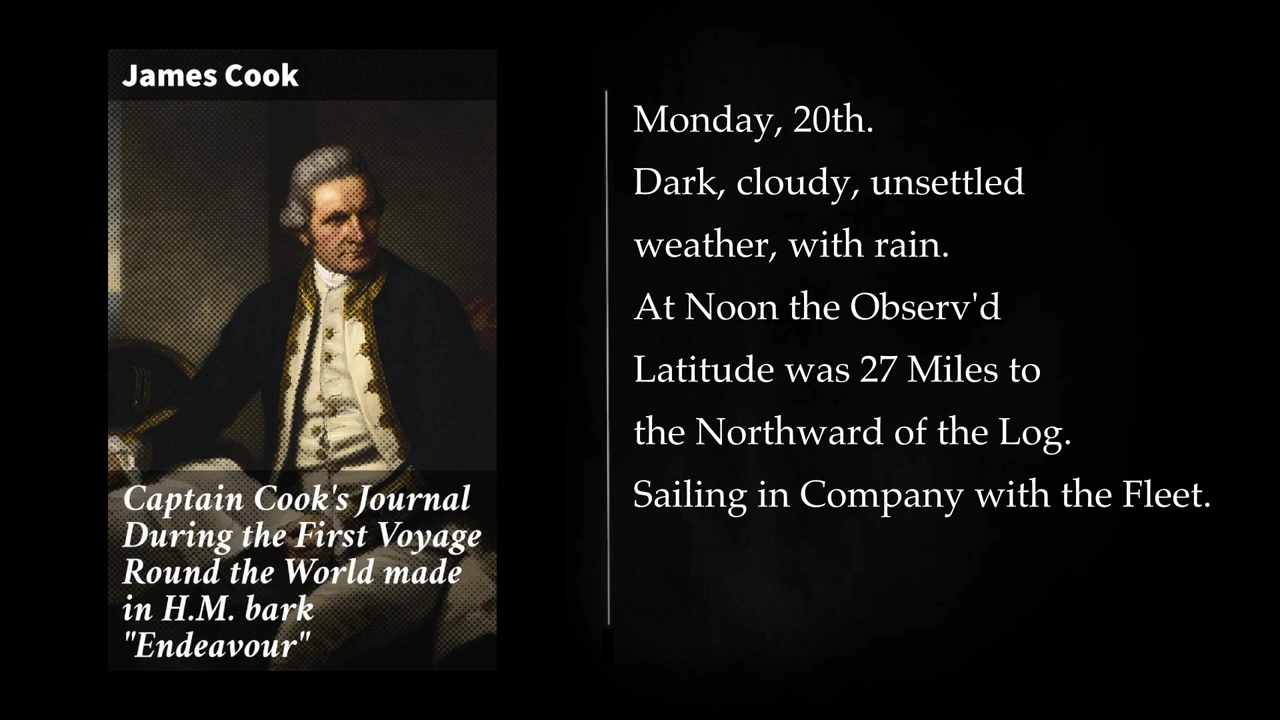 James Cook
Captain Cook's Journal
During the First Voyage
Round the World made
in H.M. bark
"Endeavour"
Monday, 20th.
Dark, cloudy, unsettled
weather, with rain.
At Noon the Observ'd
Latitude was 27 Miles to
the Northward of the Log.
Sailing in Company with the Fleet.